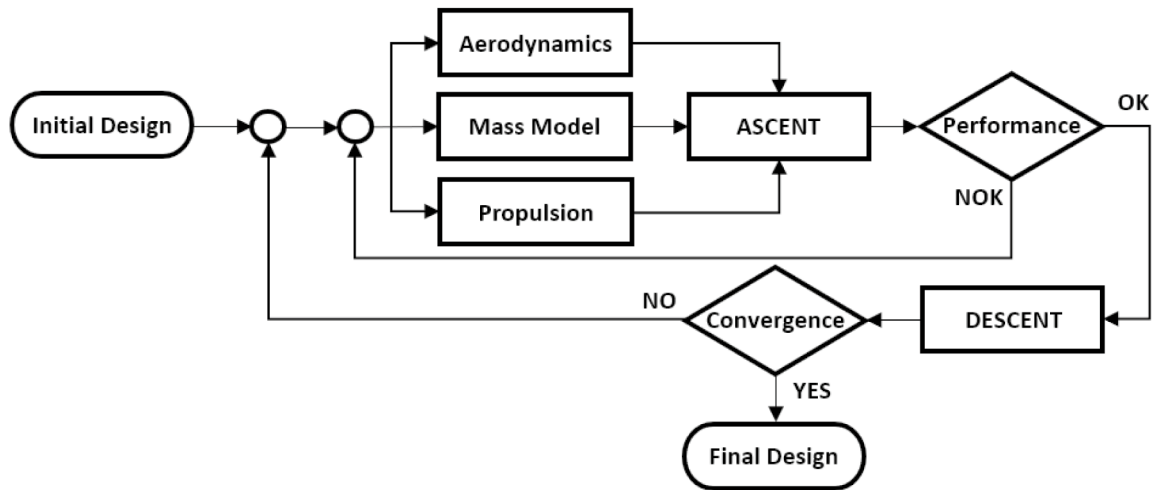 Aerodynamics
Initial Design
Mass Model
ASCENT
Performance
OK
Propulsion
NOK
NO
Convergence
DESCENT
YES
Final Design